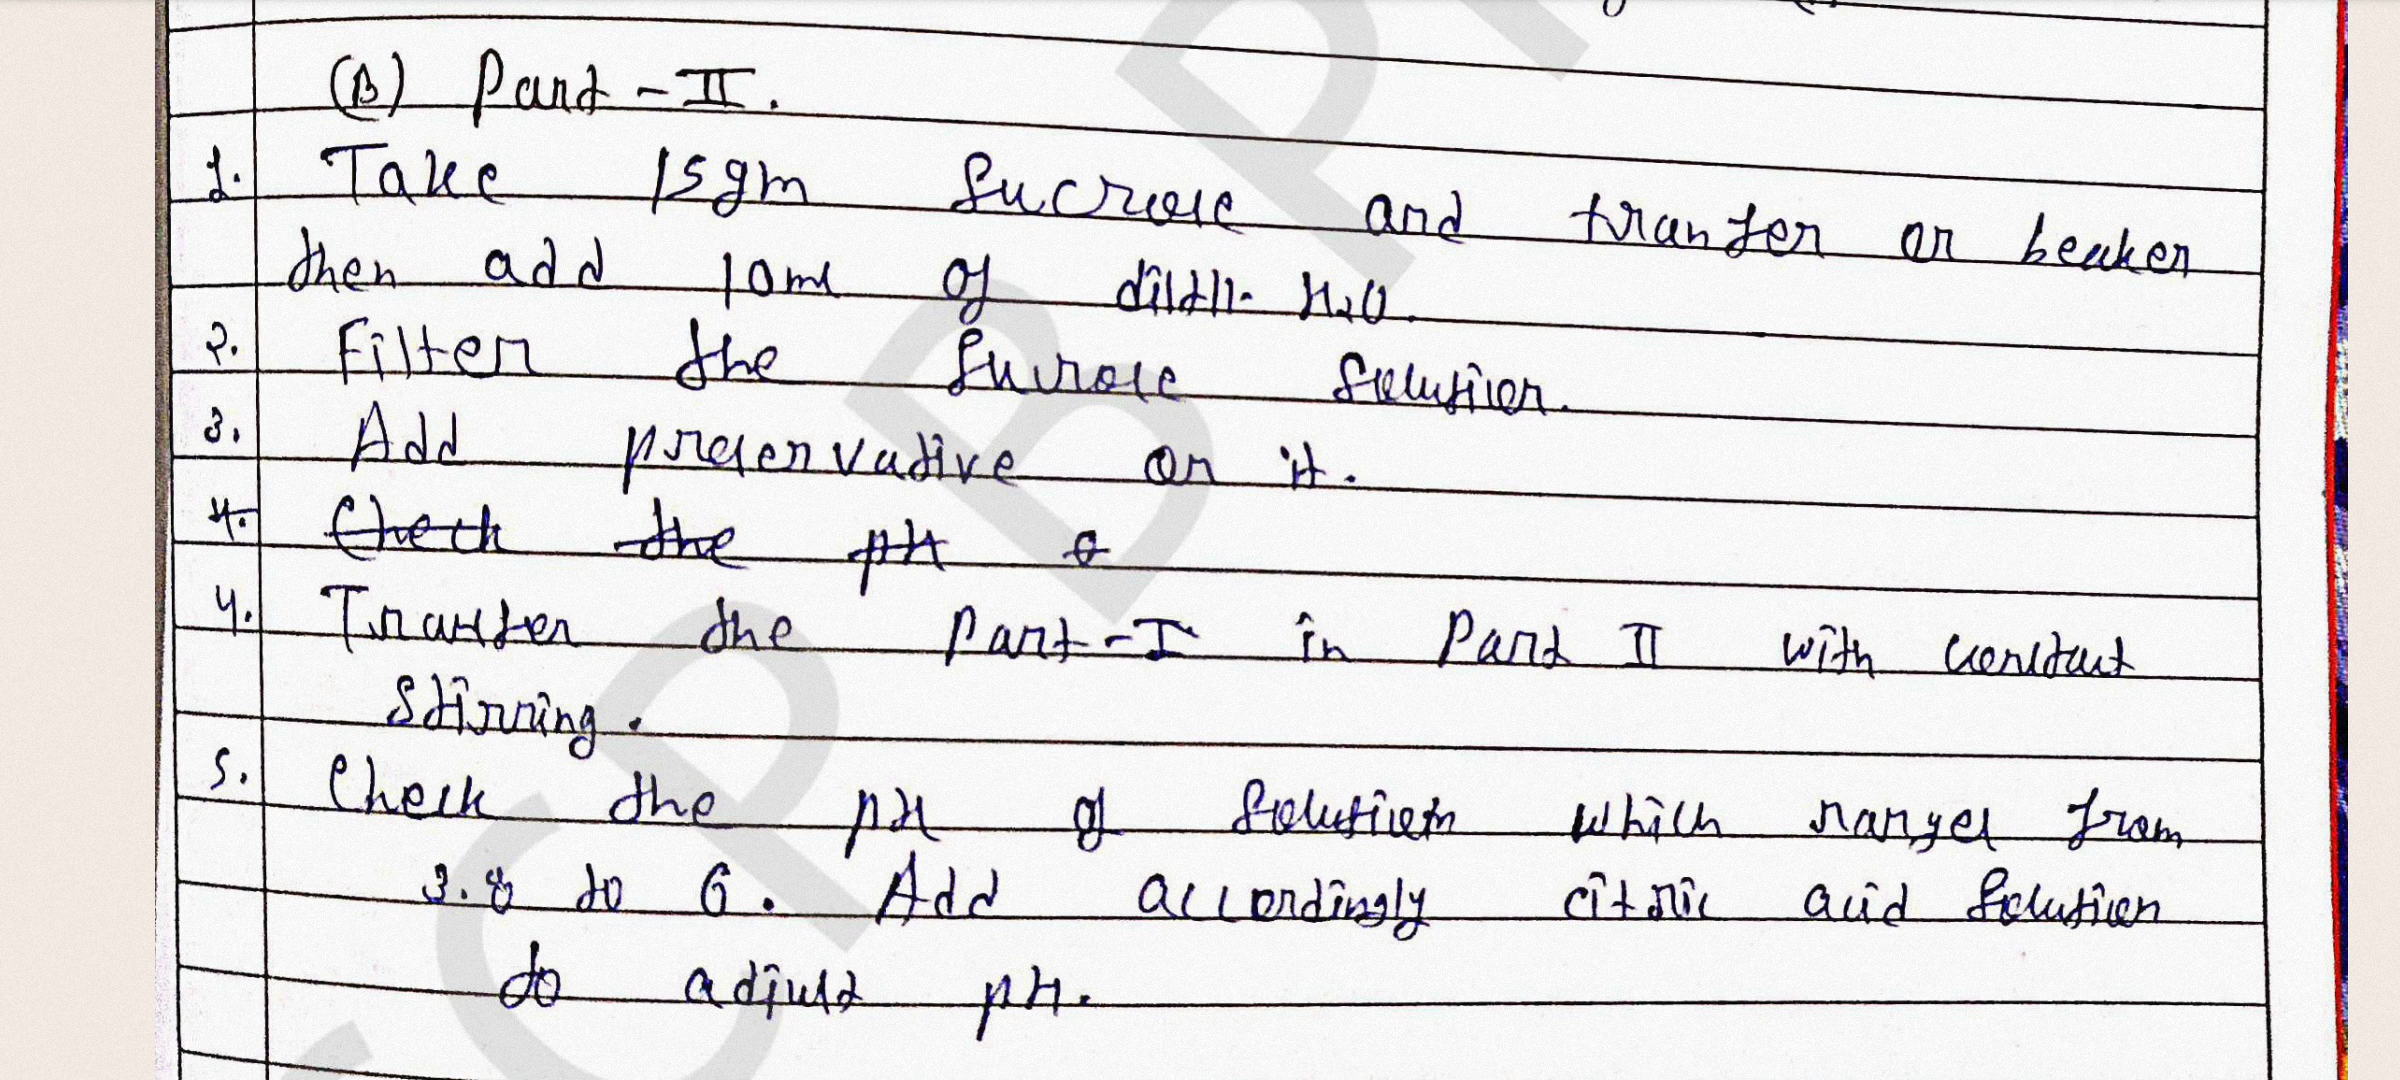 (B) Part-II.
1. Take 15gm sucrose and tranfer on beaker
then add 10ml of distll. H2O.
2. Filter the sucrose solution.
3. Add preservative on it.
4. Check the pH
4. Transfer the Part-I in Part II with constant
stirring.
5. Check the pH of solution which ranges from
3.8 to 6. Add accordingly citric acid solution
to adjust pH.